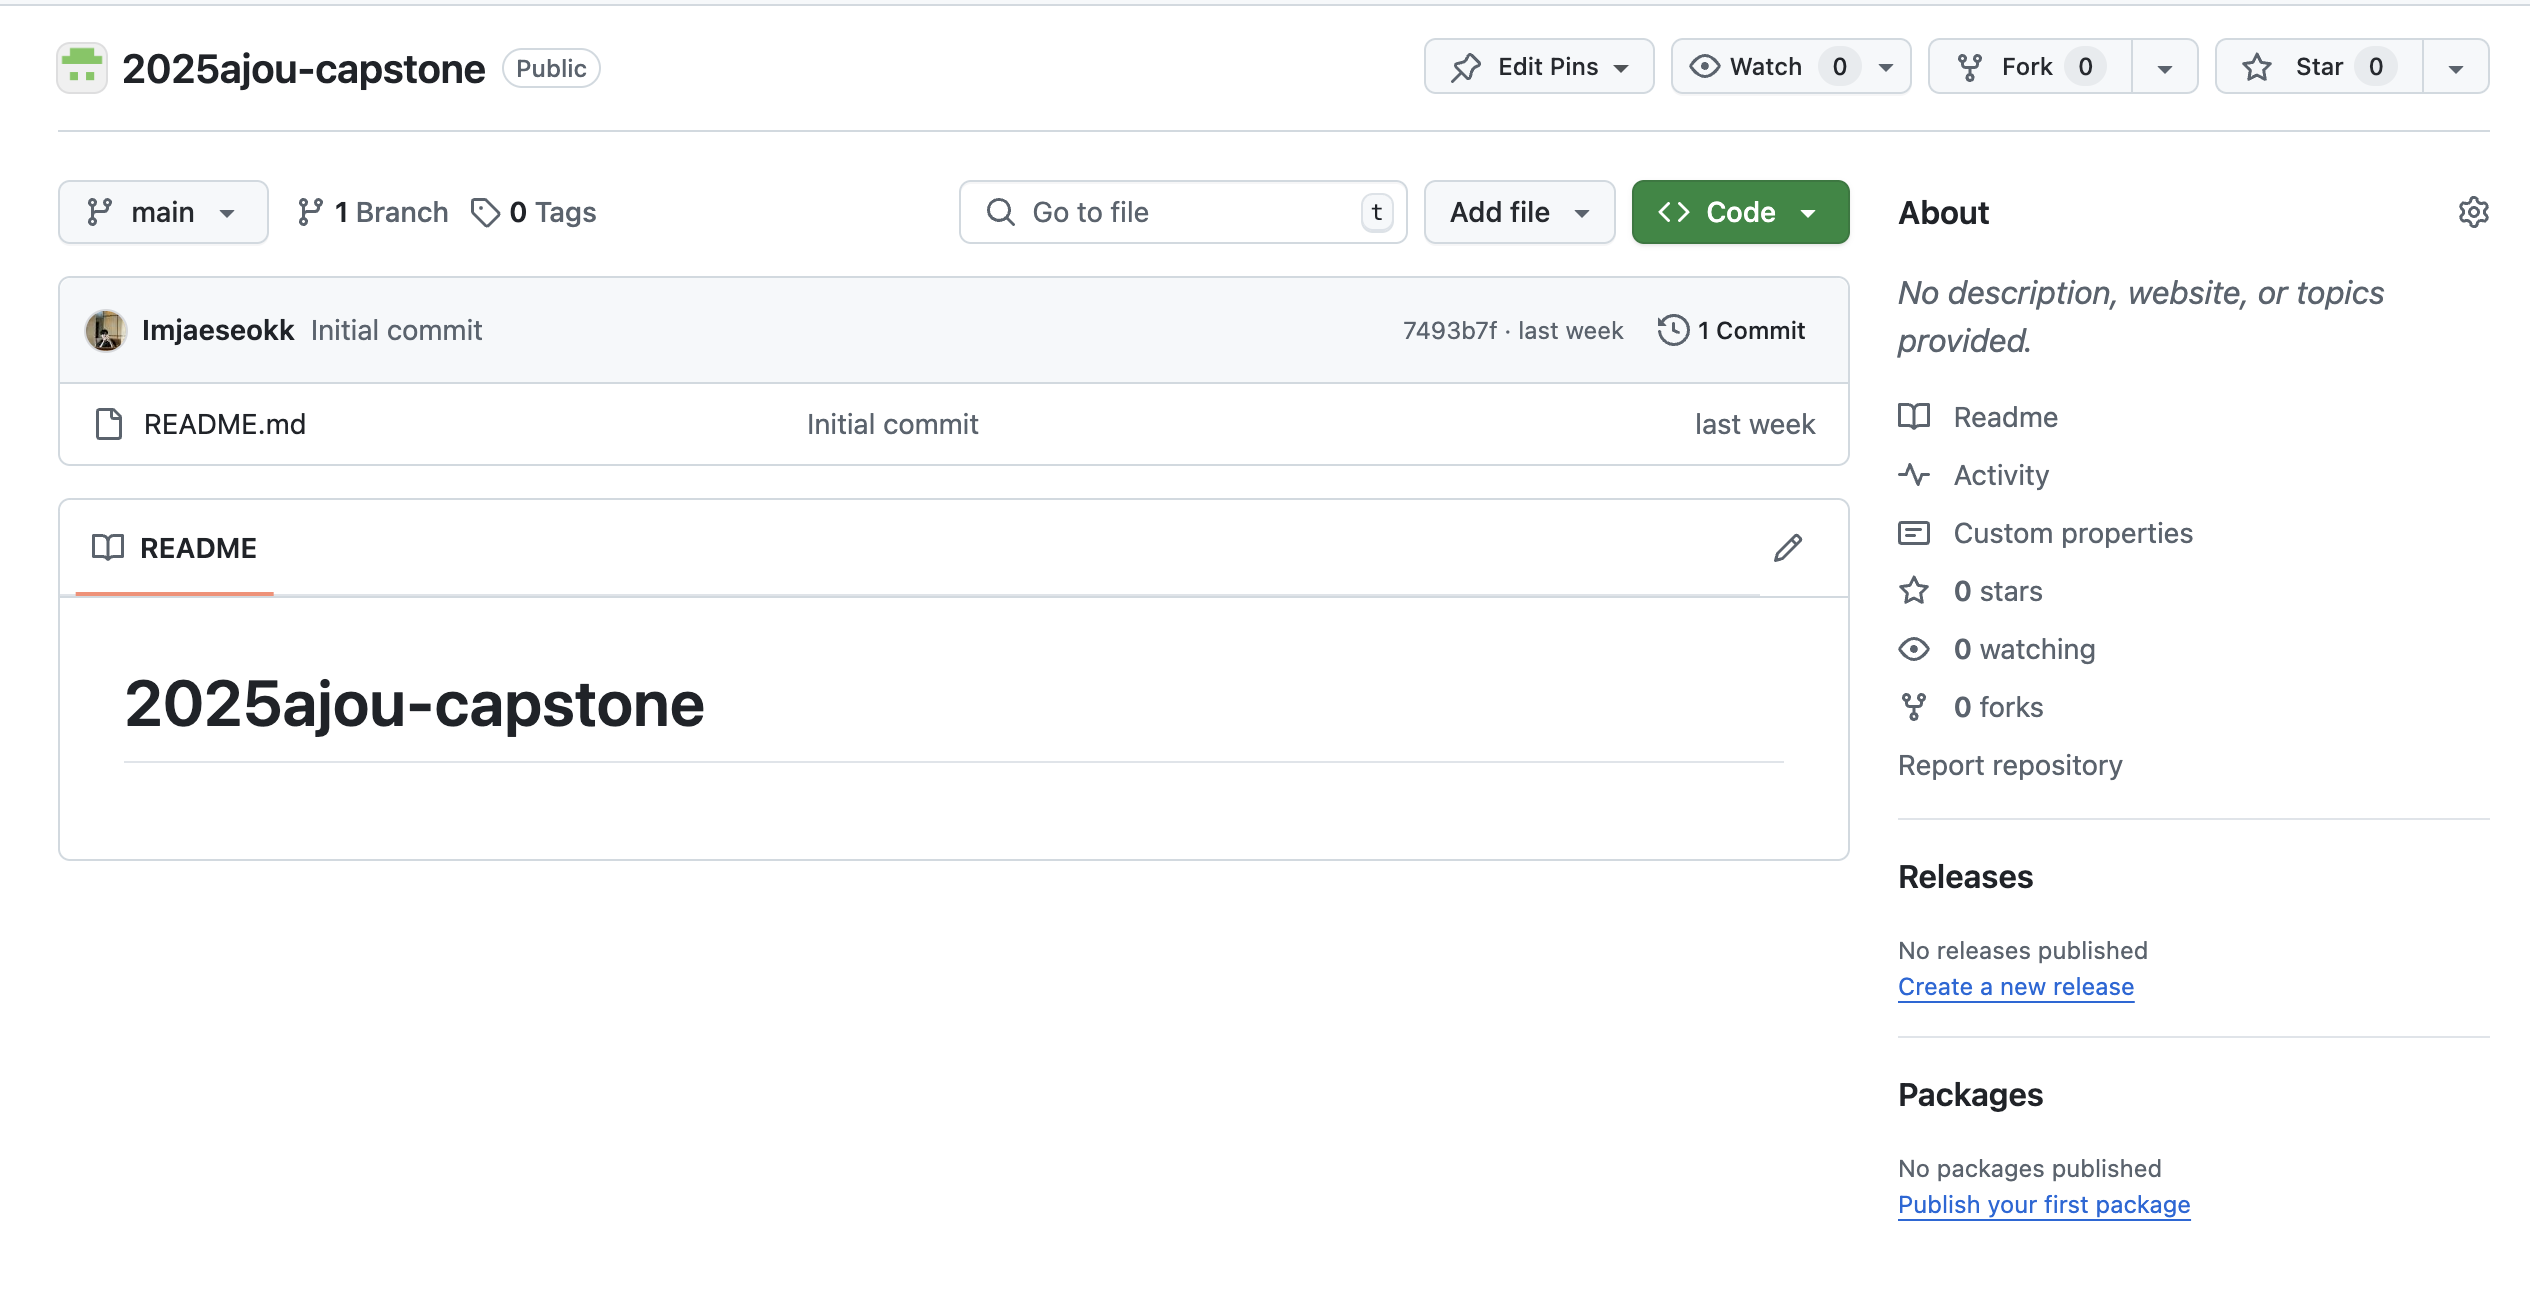 2025ajou-capstone Public
Edit Pins Watch 0 Fork 0 Star 0
main 1 Branch 0 Tags Go to file t Add file Code
Imjaeseokk Initial commit 7493b7f · last week 1 Commit
README.md Initial commit last week
README
2025ajou-capstone
About
No description, website, or topics
provided.
Readme
Activity
Custom properties
0 stars
0 watching
0 forks
Report repository
Releases
No releases published
Create a new release
Packages
No packages published
Publish your first package